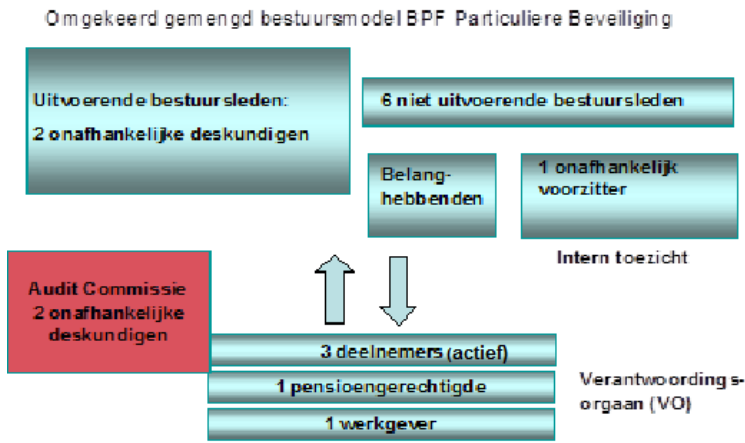 Omgekeerd gemengd bestuursmodel BPF Particuliere Beveiliging
Uitvoerende bestuursleden:
2 onafhankelijke deskundigen
6 niet uitvoerende bestuursleden
Belang-
hebbenden
1 onafhankelijk
voorzitter
Intern toezicht
Audit Commissie
2 onafhankelijke
deskundigen
3 deelnemers (actief)
1 pensioengerechtigde
1 werkgever
Verantwoordings-
orgaan (VO)